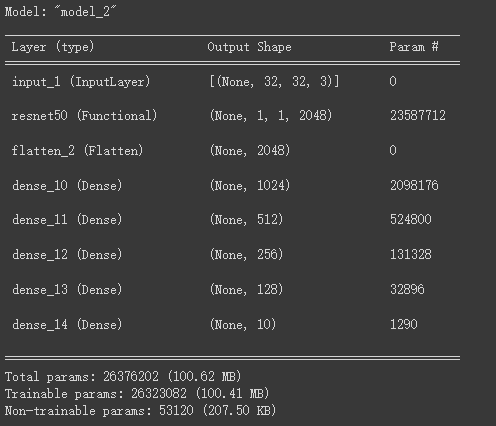 Model: "model_2"
Layer (type) Output Shape Param #
input_1 (InputLayer) [(None, 32, 32, 3)] 0
resnet50 (Functional) (None, 1, 1, 2048) 23587712
flatten_2 (Flatten) (None, 2048) 0
dense_10 (Dense) (None, 1024) 2098176
dense_11 (Dense) (None, 512) 524800
dense_12 (Dense) (None, 256) 131328
dense_13 (Dense) (None, 128) 32896
dense_14 (Dense) (None, 10) 1290
Total params: 26376202 (100.62 MB)
Trainable params: 26323082 (100.41 MB)
Non-trainable params: 53120 (207.50 KB)